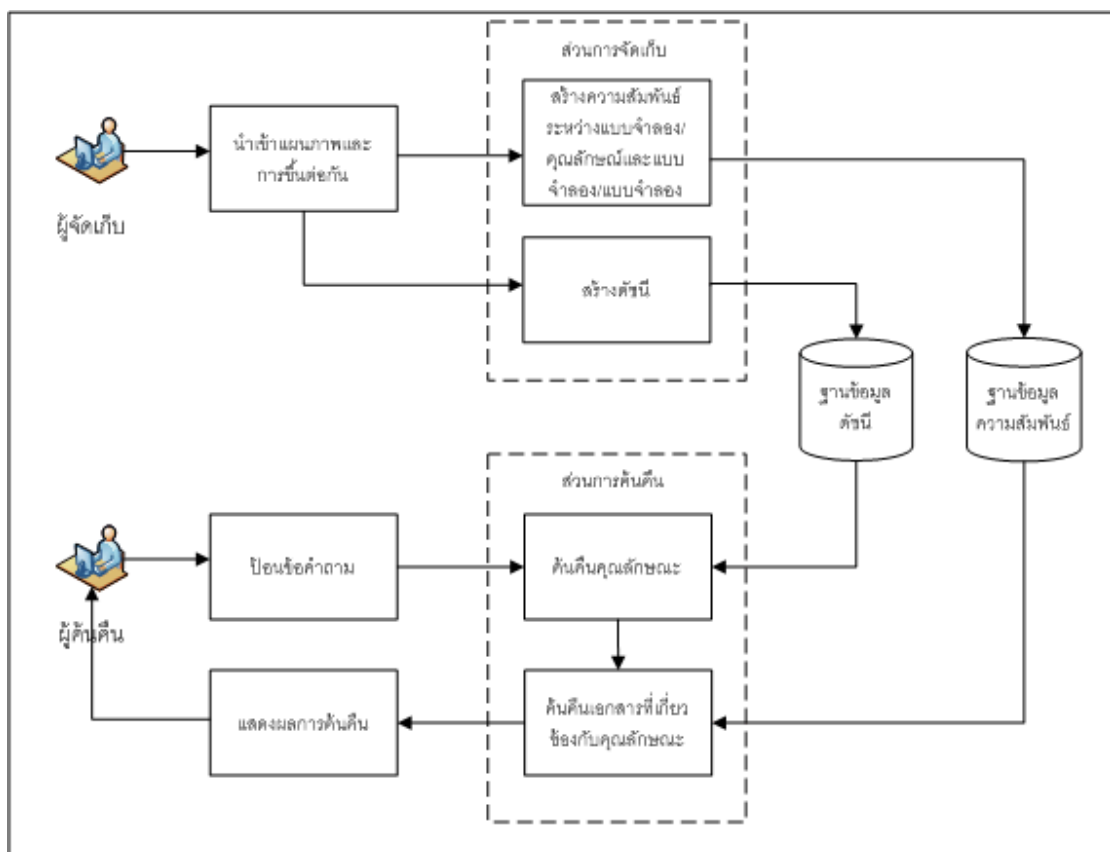 ส่วนการจัดเก็บ
สร้างความสัมพันธ์
ระหว่างแบบจำลอง/
คุณลักษณ์และแบบ
จำลอง/แบบจำลอง
นำเข้าแผนภาพและ
การขึ้นต่อกัน
ผู้จัดเก็บ
สร้างดัชนี
ฐานข้อมูล
ดัชนี
ฐานข้อมูล
ความสัมพันธ์
ส่วนการค้นคืน
ป้อนข้อคำถาม
ค้นคืนคุณลักษณะ
ผู้ค้นคืน
แสดงผลการค้นคืน
ค้นคืนเอกสารที่เกี่ยว
ข้องกับคุณลักษณะ